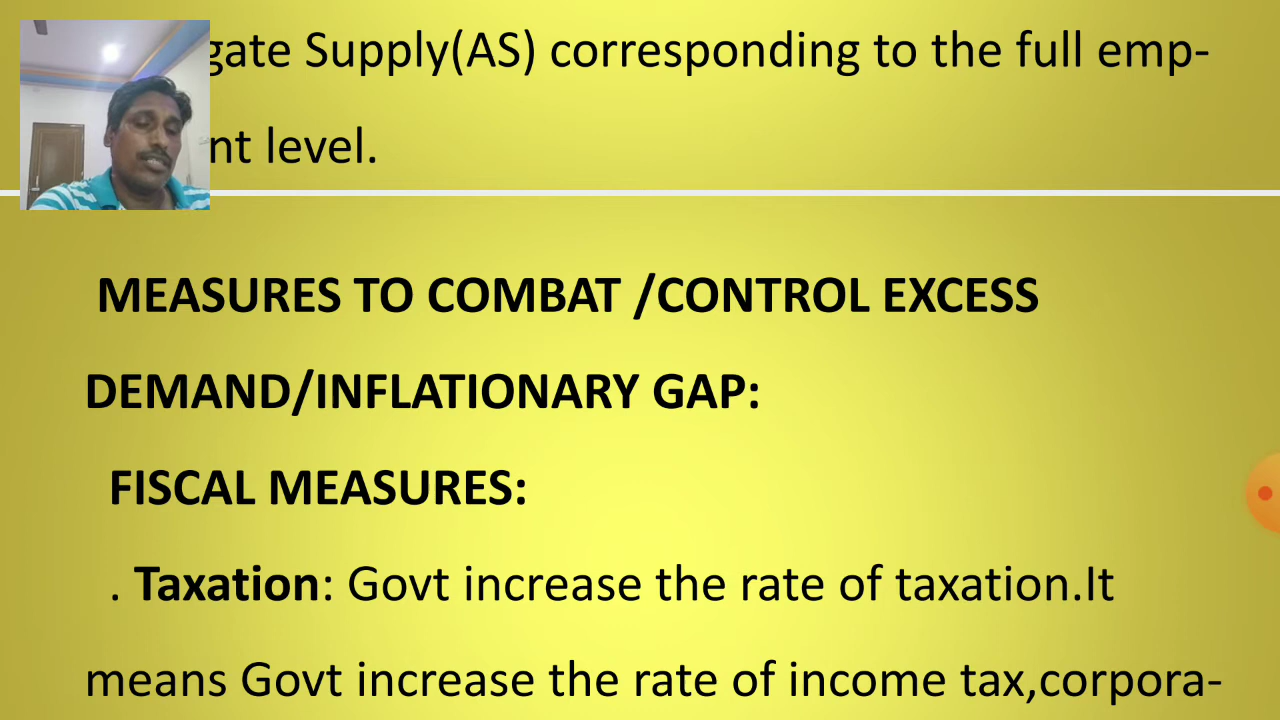 gate Supply(AS) corresponding to the full emp-
nt level.
MEASURES TO COMBAT /CONTROL EXCESS
DEMAND/INFLATIONARY GAP:
FISCAL MEASURES:
. Taxation: Govt increase the rate of taxation.It
means Govt increase the rate of income tax,corpora-